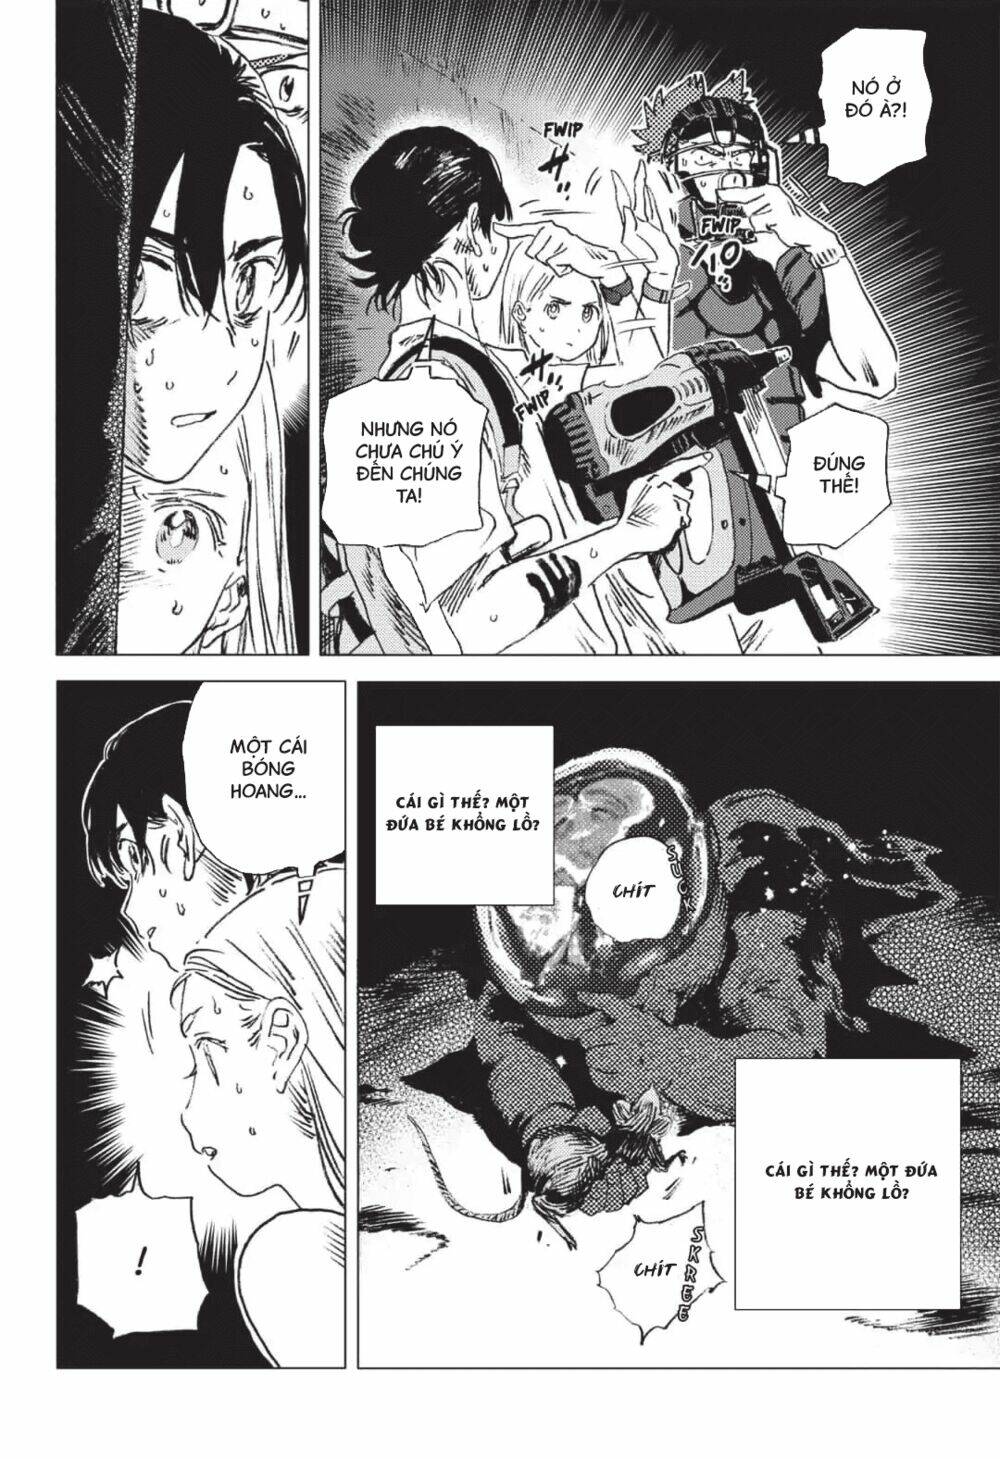 NÓ Ở
ĐÓ À?!
FWIP
FWIP
FWIP
NHƯNG NÓ
CHƯA CHÚ Ý
ĐẾN CHÚNG
TA!
ĐÚNG
THẾ!
MỘT CÁI
BÓNG
HOANG...
!
CÁI GÌ THẾ? MỘT
ĐỨA BÉ KHỔNG LỒ?
CHÍT
CÁI GÌ THẾ? MỘT ĐỨA
BÉ KHỔNG LỒ?
CHÍT
SKREE